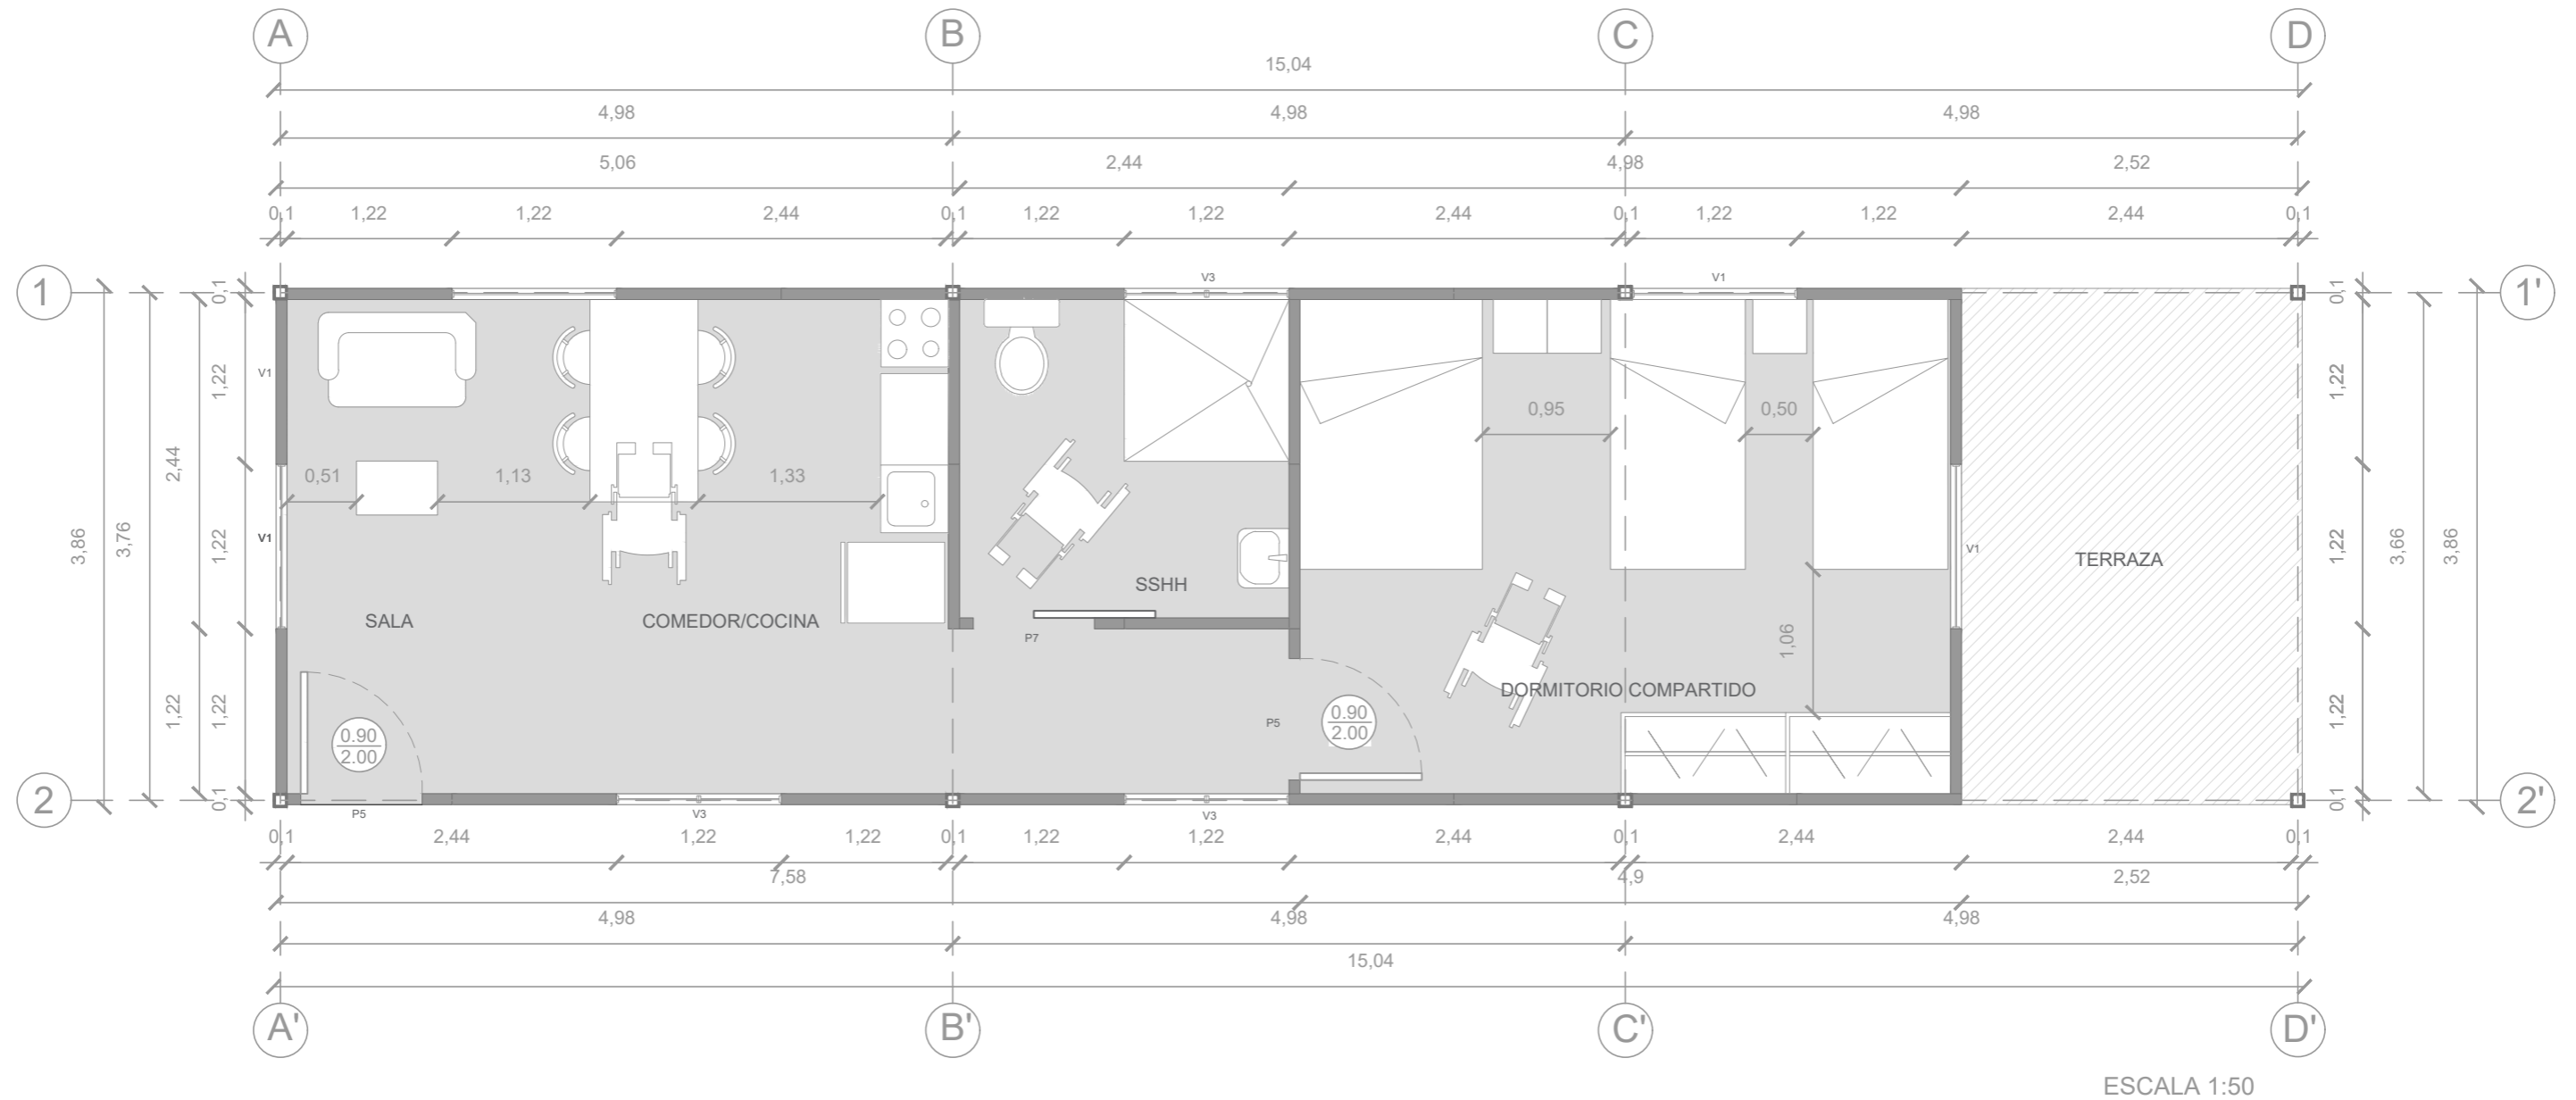 A B C D
15,04
4,98 4,98 4,98
5,06 2,44 4,98 2,52
0,1 1,22 1,22 2,44 0,1 1,22 1,22 2,44 0,1 1,22 1,22 2,44 0,1
V3 V1
1 1'
0,1 0,1
V1
1,22 1,22
0,95 0,50
2,44
0,51 1,13 1,33
V1 V1
3,86 3,76 1,22 1,22 3,66 3,86
TERRAZA
SSHH
SALA COMEDOR/COCINA
P7
1,06
DORMITORIO COMPARTIDO
1,22 1,22 1,22
P5
0.90
2.00
0.90
2.00
2 2'
0,1 0,1
P5 V3 V3
0,1 2,44 1,22 1,22 0,1 1,22 1,22 2,44 0,1 2,44 2,44 0,1
7,58 4,9 2,52
4,98 4,98 4,98
15,04
A' B' C' D'
ESCALA 1:50